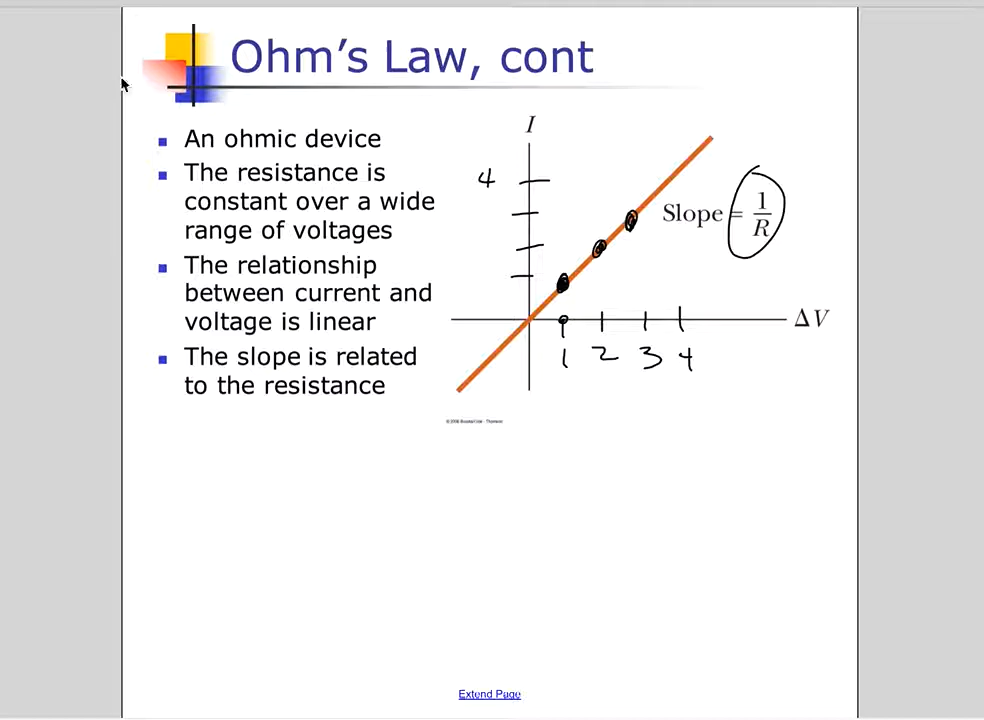 Ohm's Law, cont
An ohmic device
The resistance is
constant over a wide
range of voltages
The relationship
between current and
voltage is linear
The slope is related
to the resistance
I
4
Slope = 1/R
ΔV
1 2 3 4
Extend Page